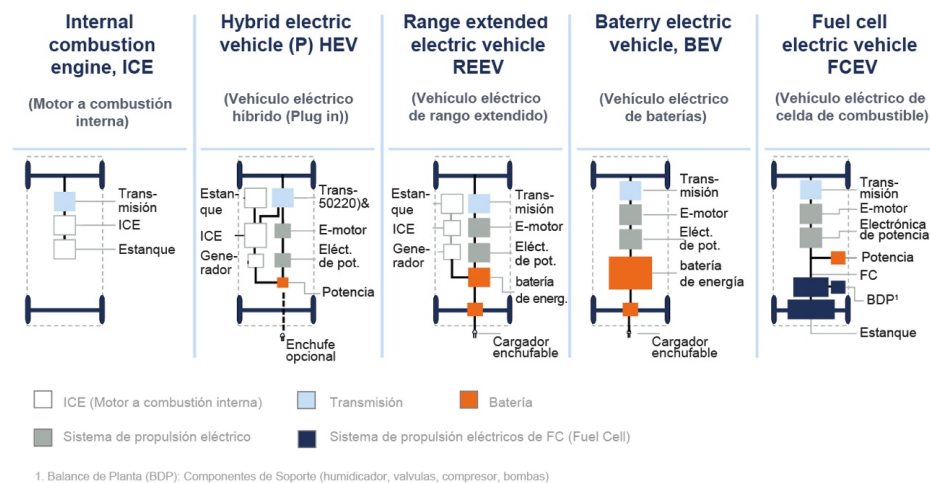 Internal
combustion
engine, ICE
(Motor a combustión
interna)
Trans-
misión
ICE
Estanque
Hybrid electric
vehicle (P) HEV
(Vehículo eléctrico
híbrido (Plug in))
Estan-
que
ICE
Gene-
rador
Trans-
50220)&
E-motor
Eléct.
de pot.
Potencia
Enchufe
opcional
Range extended
electric vehicle
REEV
(Vehículo eléctrico
de rango extendido)
Estan-
que
ICE
Gene-
rador
Trans-
misión
E-motor
Eléct.
de pot.
batería
de energ.
Cargador
enchufable
Baterry electric
vehicle, BEV
(Vehículo eléctrico
de baterías)
Trans-
misión
E-motor
Eléct.
de pot.
batería
de energía
Cargador
enchufable
Fuel cell
electric vehicle
FCEV
(Vehículo eléctrico de
celda de combustible)
Trans-
misión
E-motor
Electrónica
de potencia
Potencia
FC
BDP¹
Estanque
ICE (Motor a combustión interna)
Transmisión
Batería
Sistema de propulsión eléctrico
Sistema de propulsión eléctricos de FC (Fuel Cell)
1. Balance de Planta (BDP): Componentes de Soporte (humidicador, valvulas, compresor, bombas)